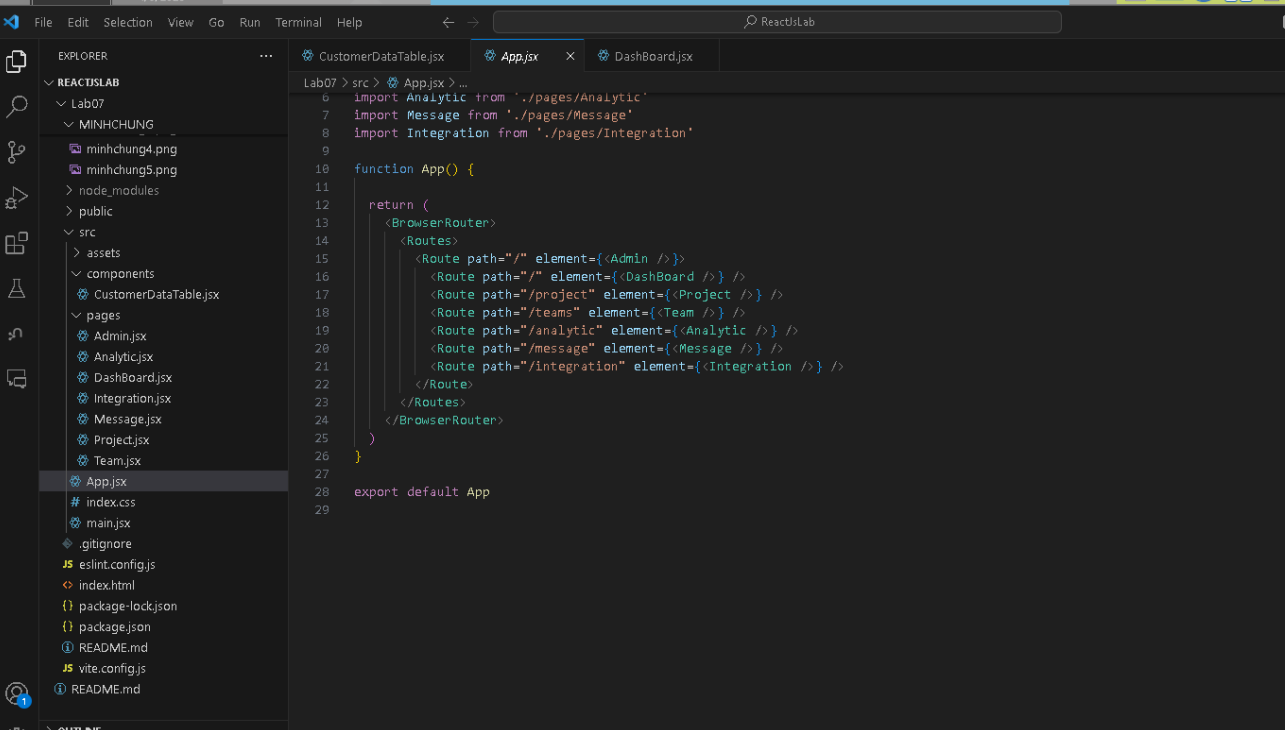 File Edit Selection View Go Run Terminal Help
ReactJsLab
EXPLORER
REACTJSLAB
Lab07
MINHCHUNG
minhchung4.png
minhchung5.png
node_modules
public
src
assets
components
CustomerDataTable.jsx
pages
Admin.jsx
Analytic.jsx
DashBoard.jsx
Integration.jsx
Message.jsx
Project.jsx
Team.jsx
App.jsx
# index.css
main.jsx
.gitignore
JS eslint.config.js
<> index.html
{} package-lock.json
{} package.json
README.md
JS vite.config.js
README.md
OUTLINE
1
CustomerDataTable.jsx App.jsx DashBoard.jsx
Lab07 > src > App.jsx > ...
6 import Analytic from './pages/Analytic'
7 import Message from './pages/Message'
8 import Integration from './pages/Integration'
9
10 function App() {
11
12 return (
13 <BrowserRouter>
14 <Routes>
15 <Route path="/" element={<Admin />}>
16 <Route path="/" element={<DashBoard />} />
17 <Route path="/project" element={<Project />} />
18 <Route path="/teams" element={<Team />} />
19 <Route path="/analytic" element={<Analytic />} />
20 <Route path="/message" element={<Message />} />
21 <Route path="/integration" element={<Integration />} />
22 </Route>
23 </Routes>
24 </BrowserRouter>
25 )
26 }
27
28 export default App
29